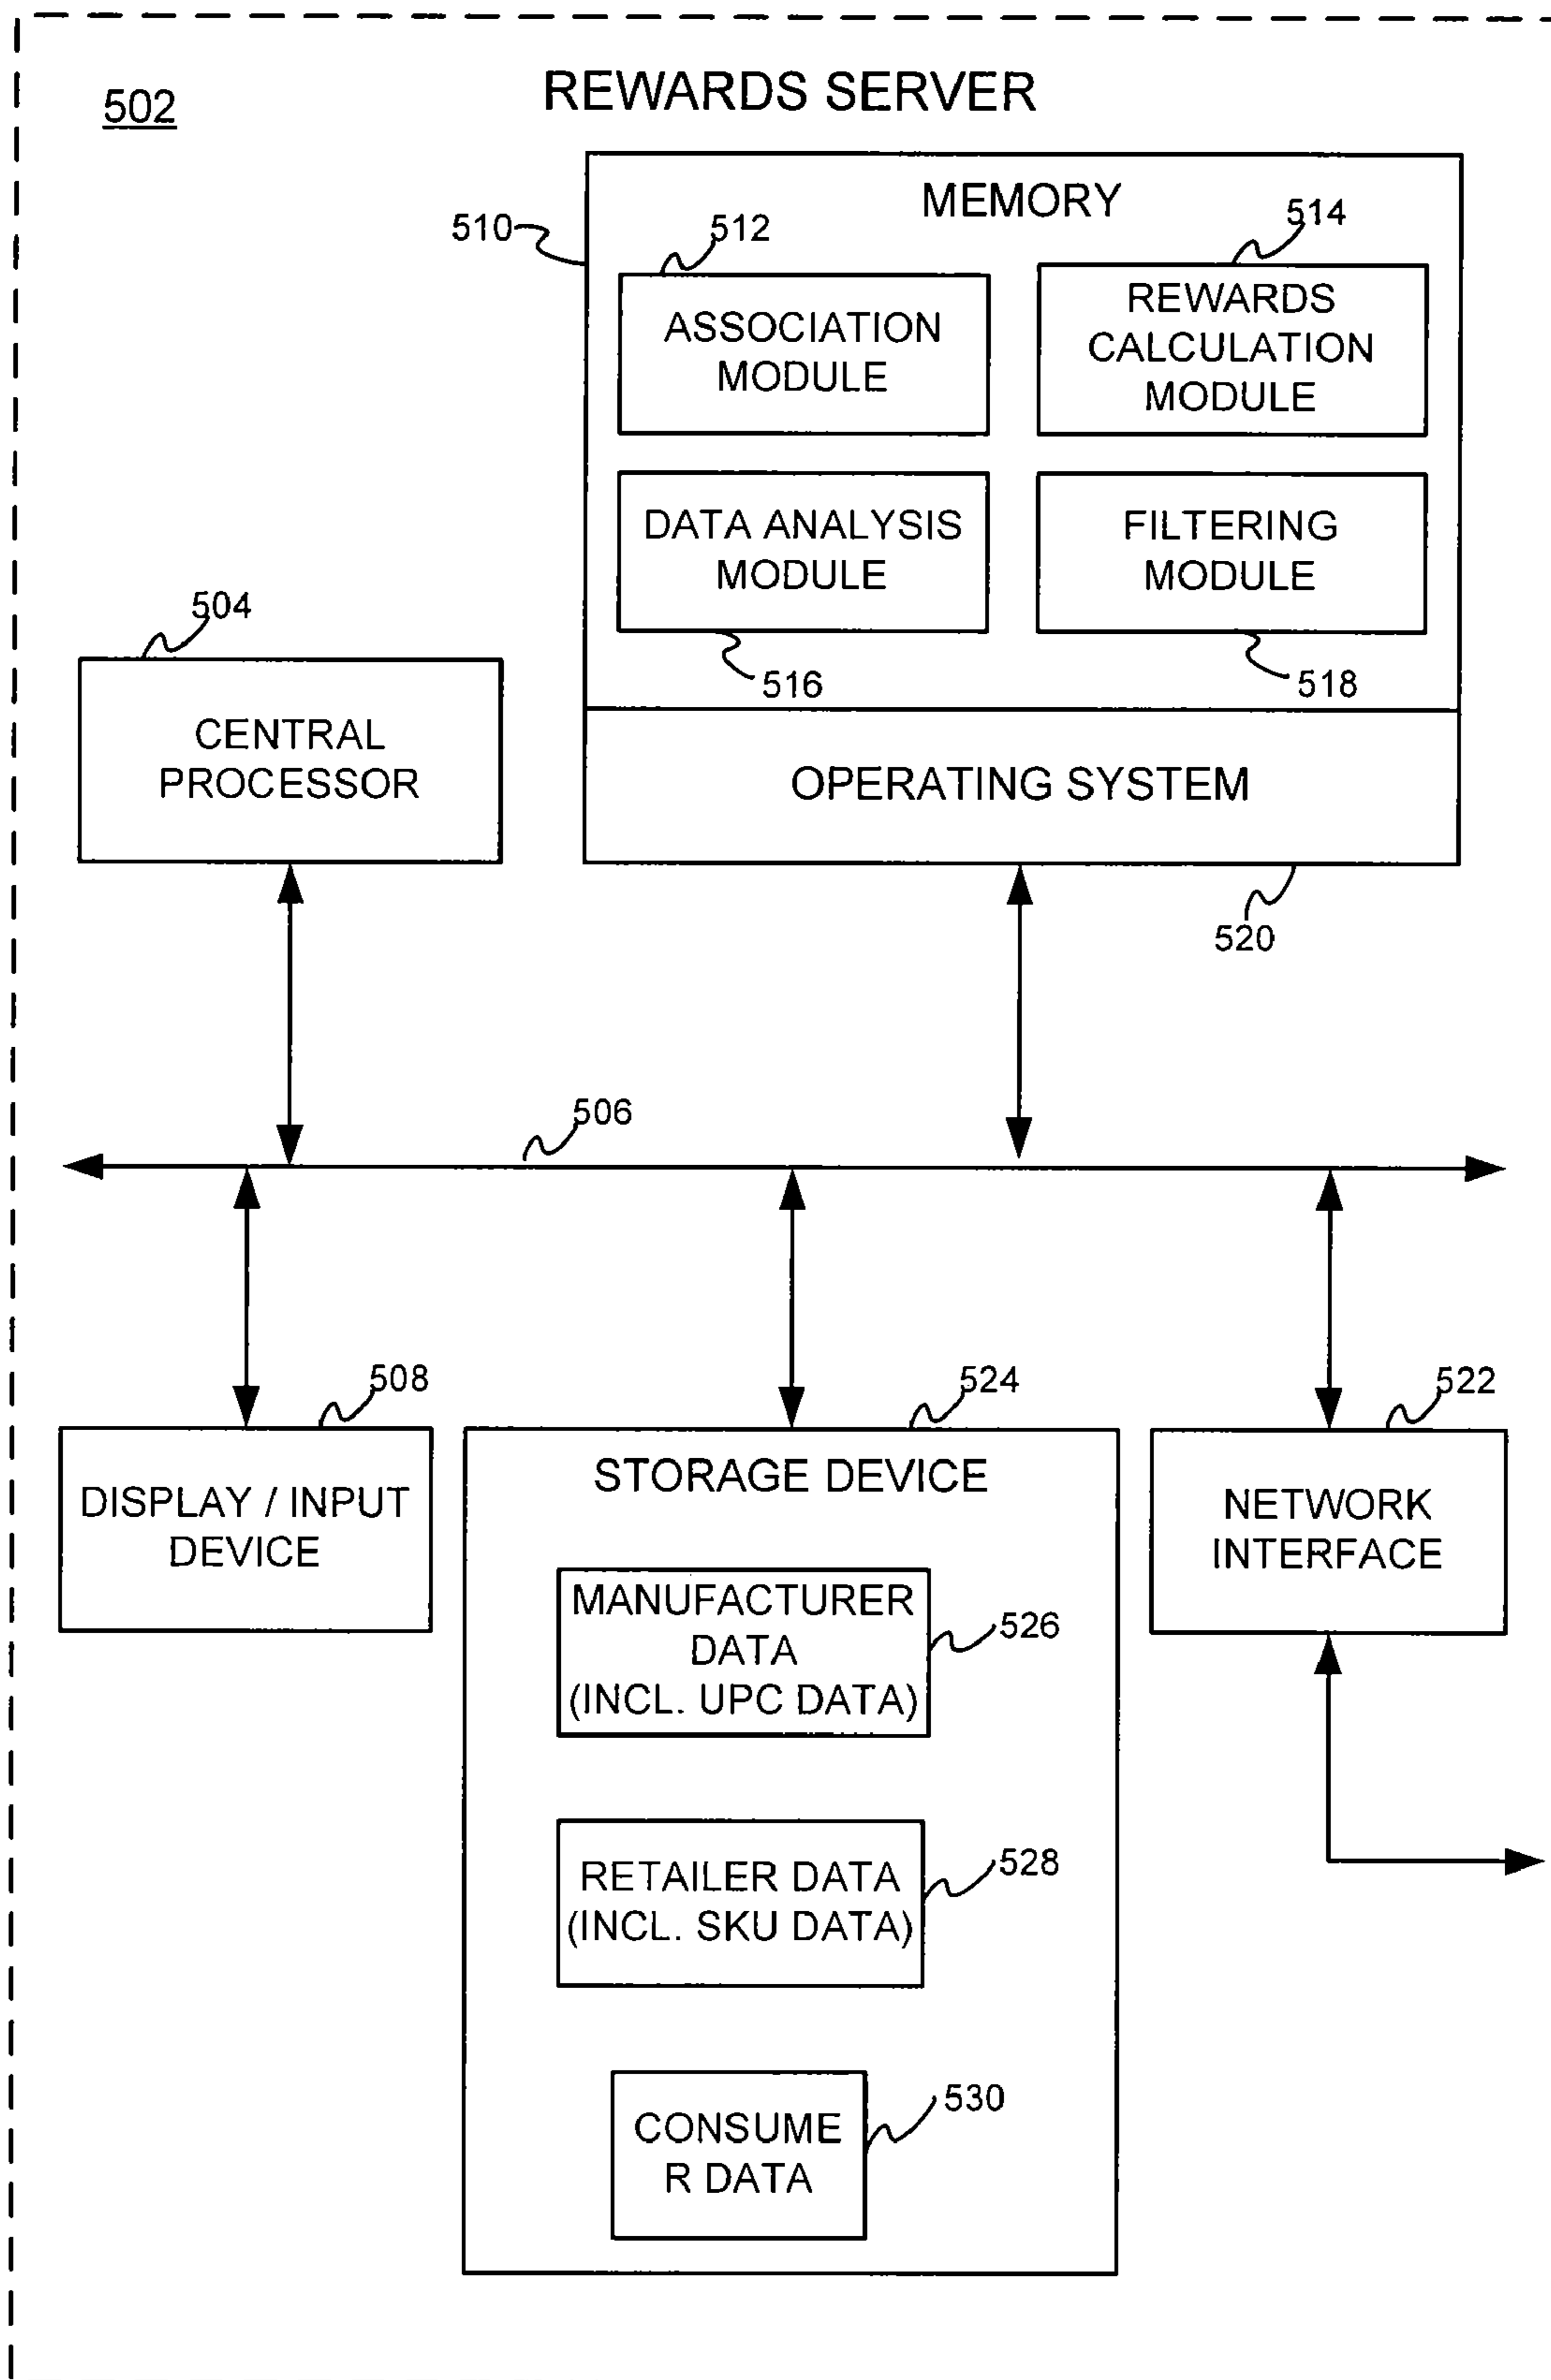 REWARDS SERVER
502
MEMORY
510
512
514
ASSOCIATION
MODULE
REWARDS
CALCULATION
MODULE
DATA ANALYSIS
MODULE
FILTERING
MODULE
516
518
504
CENTRAL
PROCESSOR
OPERATING SYSTEM
520
506
508
DISPLAY / INPUT
DEVICE
524
STORAGE DEVICE
MANUFACTURER
DATA
(INCL. UPC DATA)
526
RETAILER DATA
(INCL. SKU DATA)
528
CONSUME
R DATA
530
522
NETWORK
INTERFACE